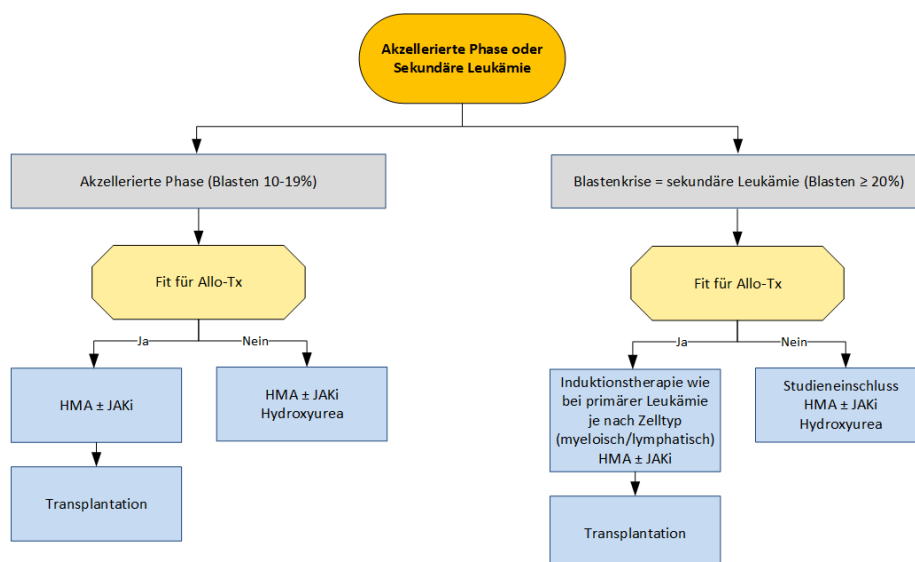 Akzellerierte Phase oder
Sekundäre Leukämie
Akzellerierte Phase (Blasten 10-19%)
Blastenkrise = sekundäre Leukämie (Blasten ≥ 20%)
Fit für Allo-Tx
Fit für Allo-Tx
Ja
Nein
Ja
Nein
HMA ± JAKi
HMA ± JAKi
Hydroxyurea
Induktionstherapie wie
bei primärer Leukämie
je nach Zelltyp
(myeloisch/lymphatisch)
HMA ± JAKi
Studieneinschluss
HMA ± JAKi
Hydroxyurea
Transplantation
Transplantation